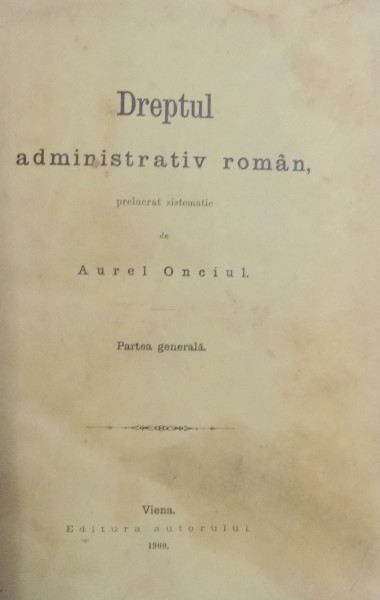 Dreptul
administrativ român,
prelucrat sistematic
de
Aurel Onciul.
Partea generală.
Viena.
Editura autorului.
1900.